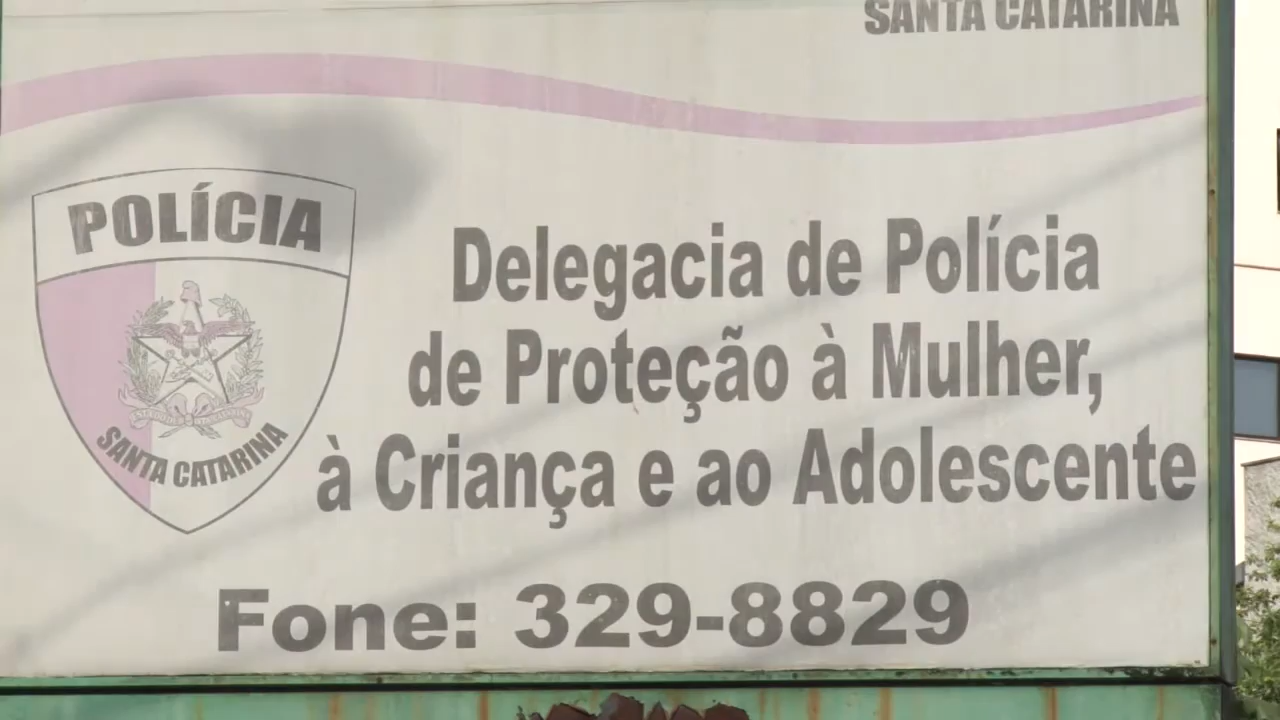 SANTA CATARINA
POLÍCIA
SANTA CATARINA
Delegacia de Polícia
de Proteção à Mulher,
à Criança e ao Adolescente
Fone: 329-8829